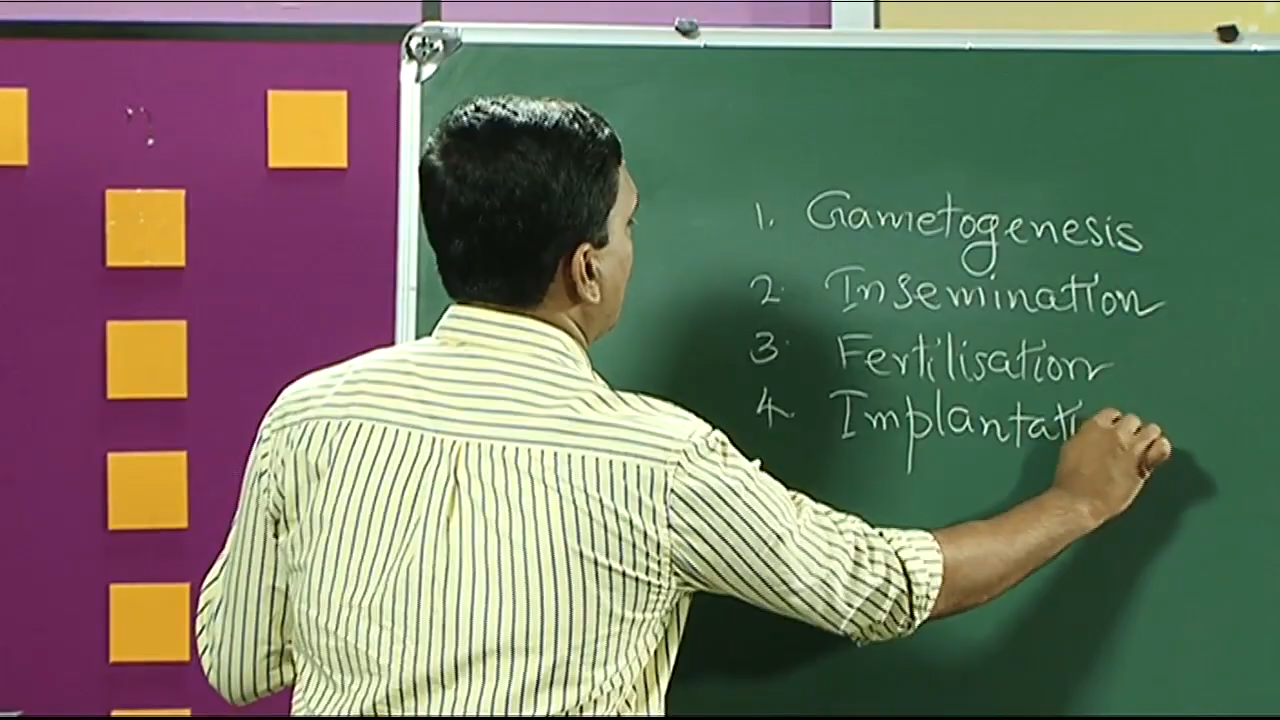 1. Gametogenesis
2. Insemination
3. Fertilisation
4. Implantati